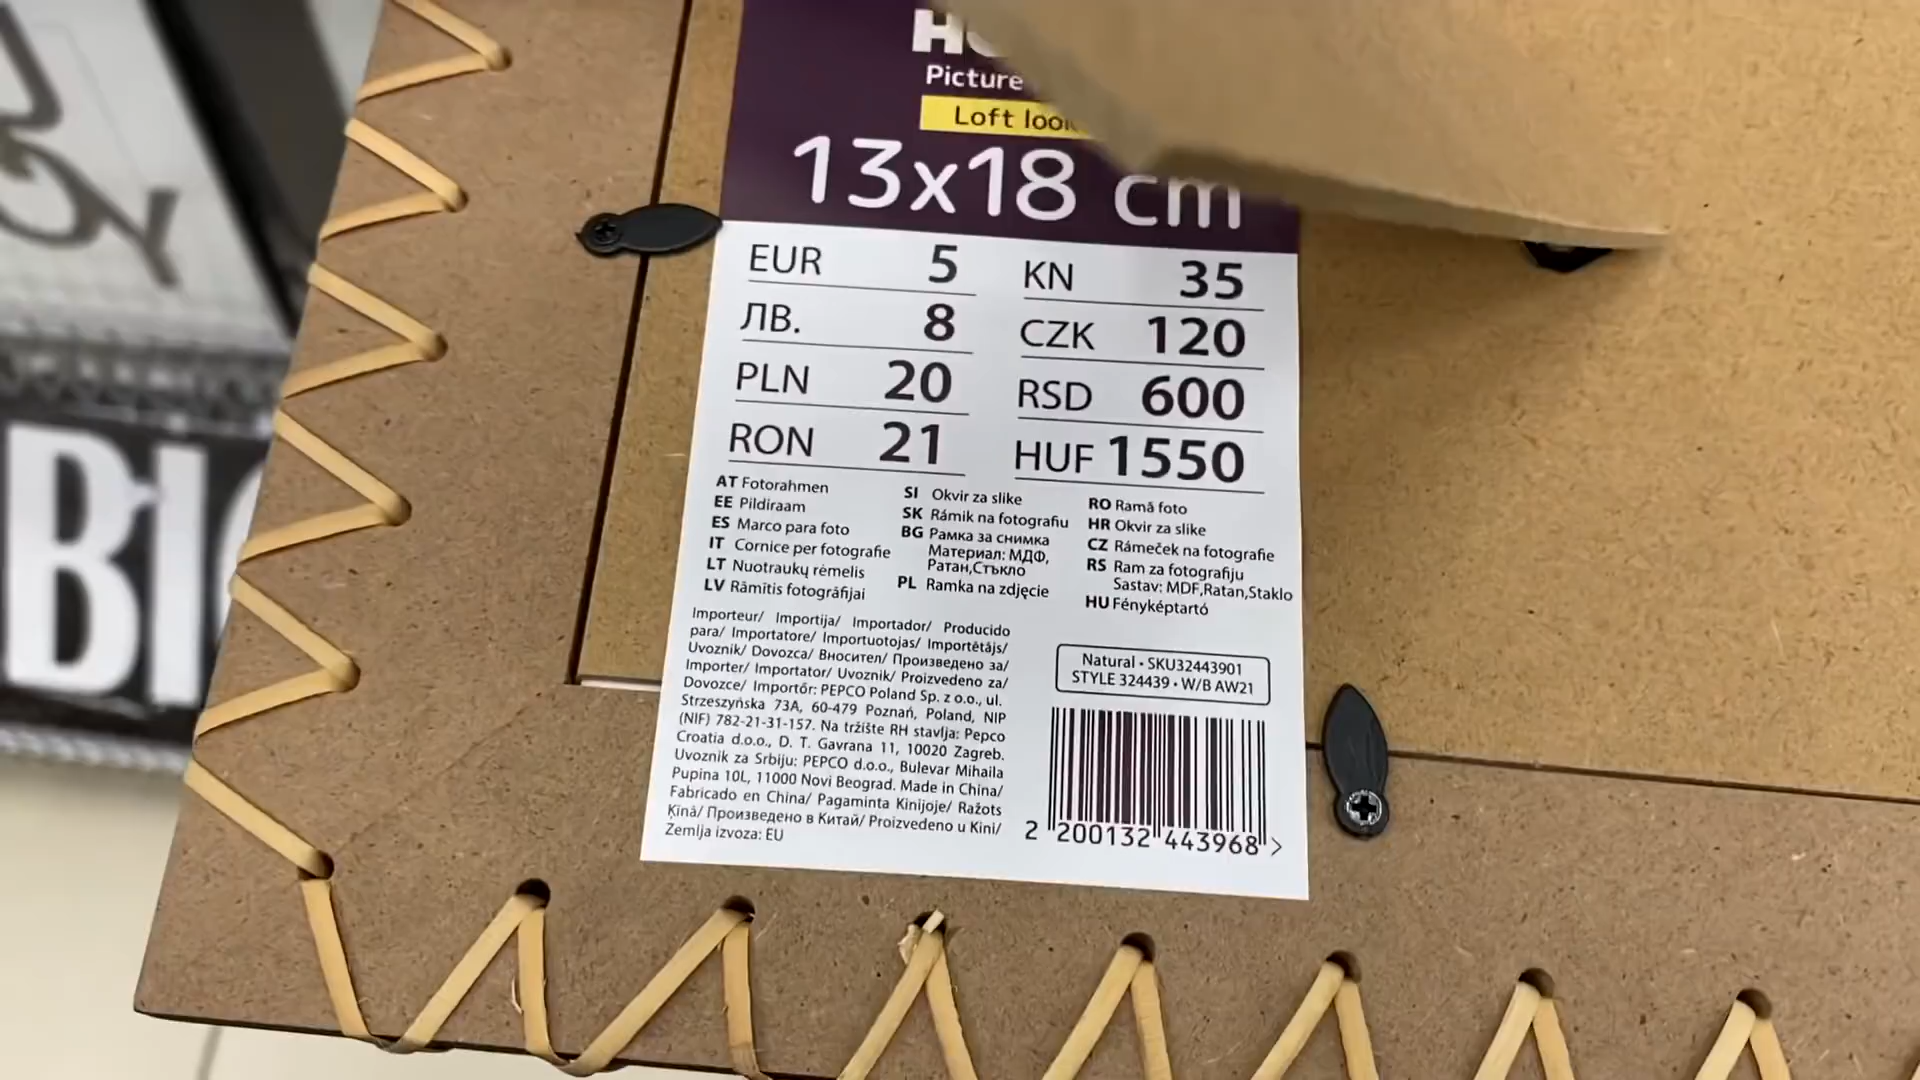 Picture
Loft look
13x18 cm
EUR 5
ЛВ. 8
PLN 20
RON 21
KN 35
CZK 120
RSD 600
HUF 1550
AT Fotorahmen
EE Pildiraam
ES Marco para foto
IT Cornice per fotografie
LT Nuotraukų rėmelis
LV Rāmītis fotogrāfijai
SI Okvir za slike
SK Rámik na fotografiu
BG Рамка за снимка
Материал: МДФ,
Ратан,Стъкло
PL Ramka na zdjęcie
RO Ramă foto
HR Okvir za slike
CZ Rámeček na fotografie
RS Ram za fotografiju
Sastav: MDF,Ratan,Staklo
HU Fényképtartó
Importeur/ Importija/ Importador/ Producido
para/ Importatore/ Importuotojas/ Importētājs/
Uvoznik/ Dovozca/ Вносител/ Произведено за/
Importer/ Importator/ Uvoznik/ Proizvedeno za/
Dovozce/ Importőr: PEPCO Poland Sp. z o.o., ul.
Strzeszyńska 73A, 60-479 Poznań, Poland, NIP
(NIF) 782-21-31-157. Na tržište RH stavlja: Pepco
Croatia d.o.o., D. T. Gavrana 11, 10020 Zagreb.
Uvoznik za Srbiju: PEPCO d.o.o., Bulevar Mihaila
Pupina 10L, 11000 Novi Beograd. Made in China/
Fabricado en China/ Pagaminta Kinijoje/ Ražots
Ķīnā/ Произведено в Китай/ Proizvedeno u Kini/
Zemlja izvoza: EU
Natural • SKU32443901
STYLE 324439 • W/B AW21
2 200132 443968 >